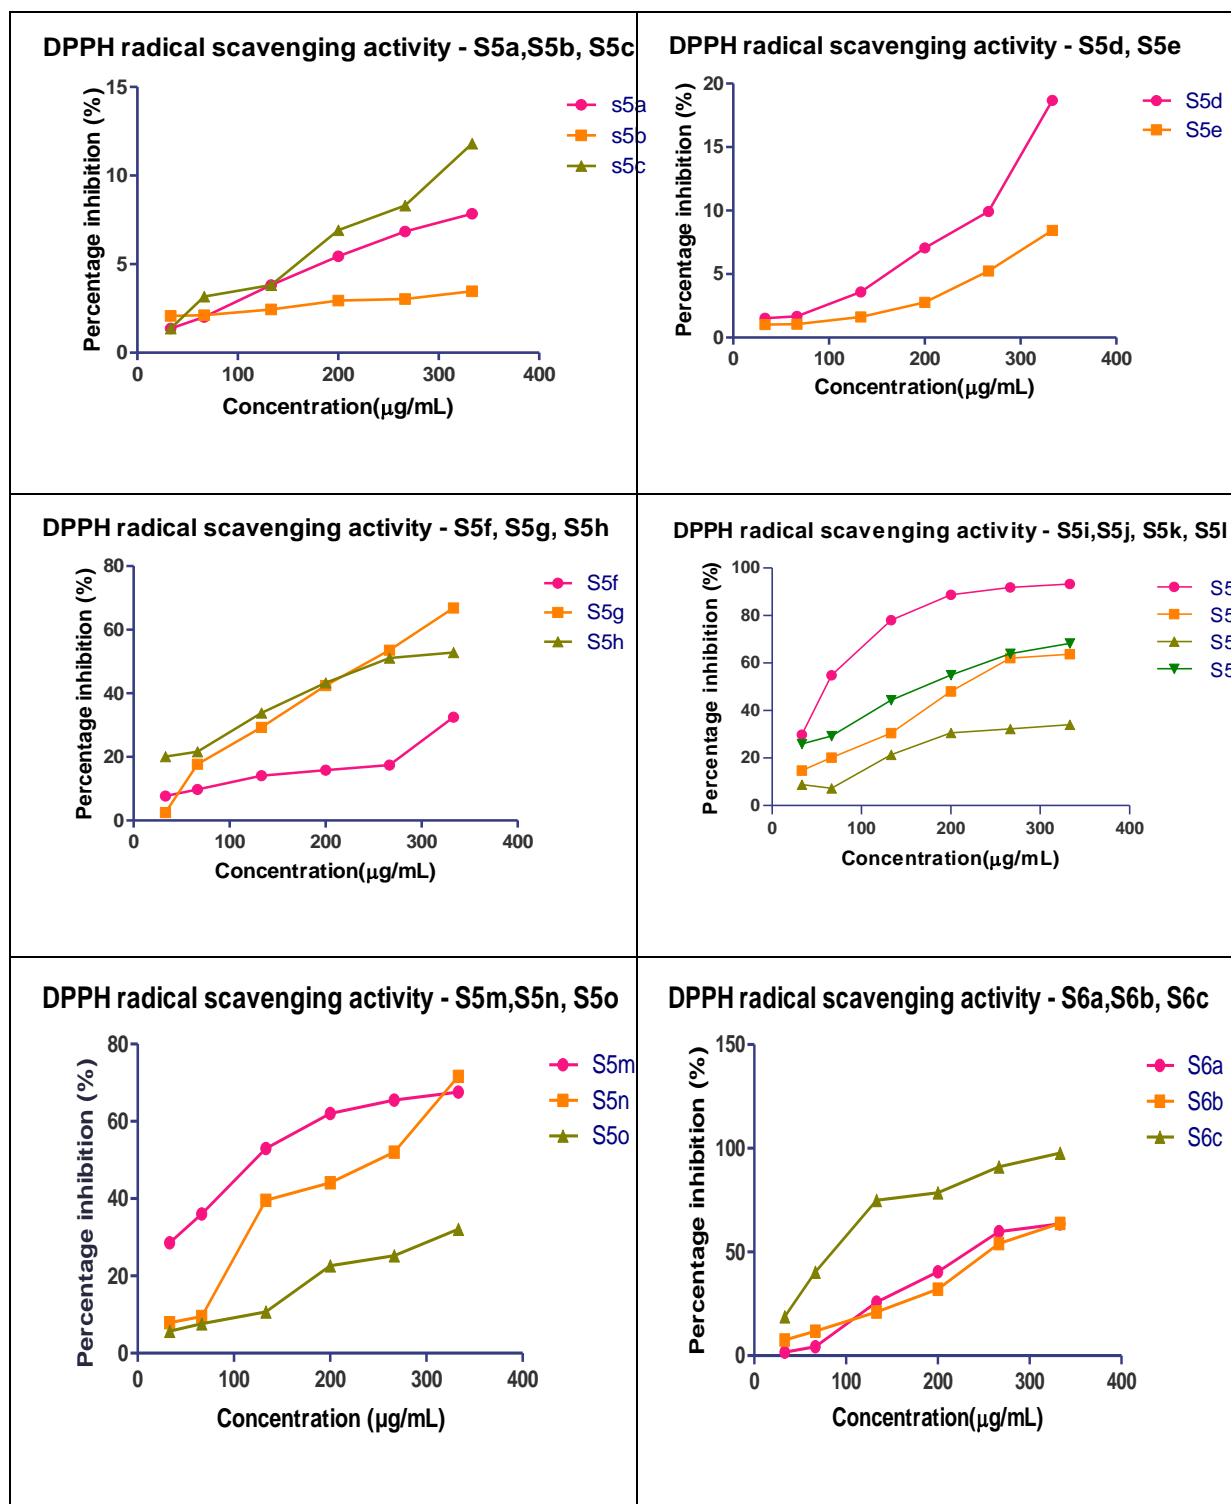 DPPH radical scavenging activity - S5a,S5b, S5c
15
10
5
0
0 100 200 300 400
Percentage inhibition (%)
Concentration(µg/mL)
s5a
s5b
s5c
DPPH radical scavenging activity - S5d, S5e
20
15
10
5
0
0 100 200 300 400
Percentage inhibition (%)
Concentration(µg/mL)
S5d
S5e
DPPH radical scavenging activity - S5f, S5g, S5h
80
60
40
20
0
0 100 200 300 400
Percentage inhibition (%)
Concentration(µg/mL)
S5f
S5g
S5h
DPPH radical scavenging activity - S5i,S5j, S5k, S5l
100
80
60
40
20
0
0 100 200 300 400
Percentage inhibition (%)
Concentration(µg/mL)
S5
S5
S5
S5
DPPH radical scavenging activity - S5m,S5n, S5o
80
60
40
20
0
0 100 200 300 400
Percentage inhibition (%)
Concentration (µg/mL)
S5m
S5n
S5o
DPPH radical scavenging activity - S6a,S6b, S6c
150
100
50
0
0 100 200 300 400
Percentage inhibition (%)
Concentration(µg/mL)
S6a
S6b
S6c